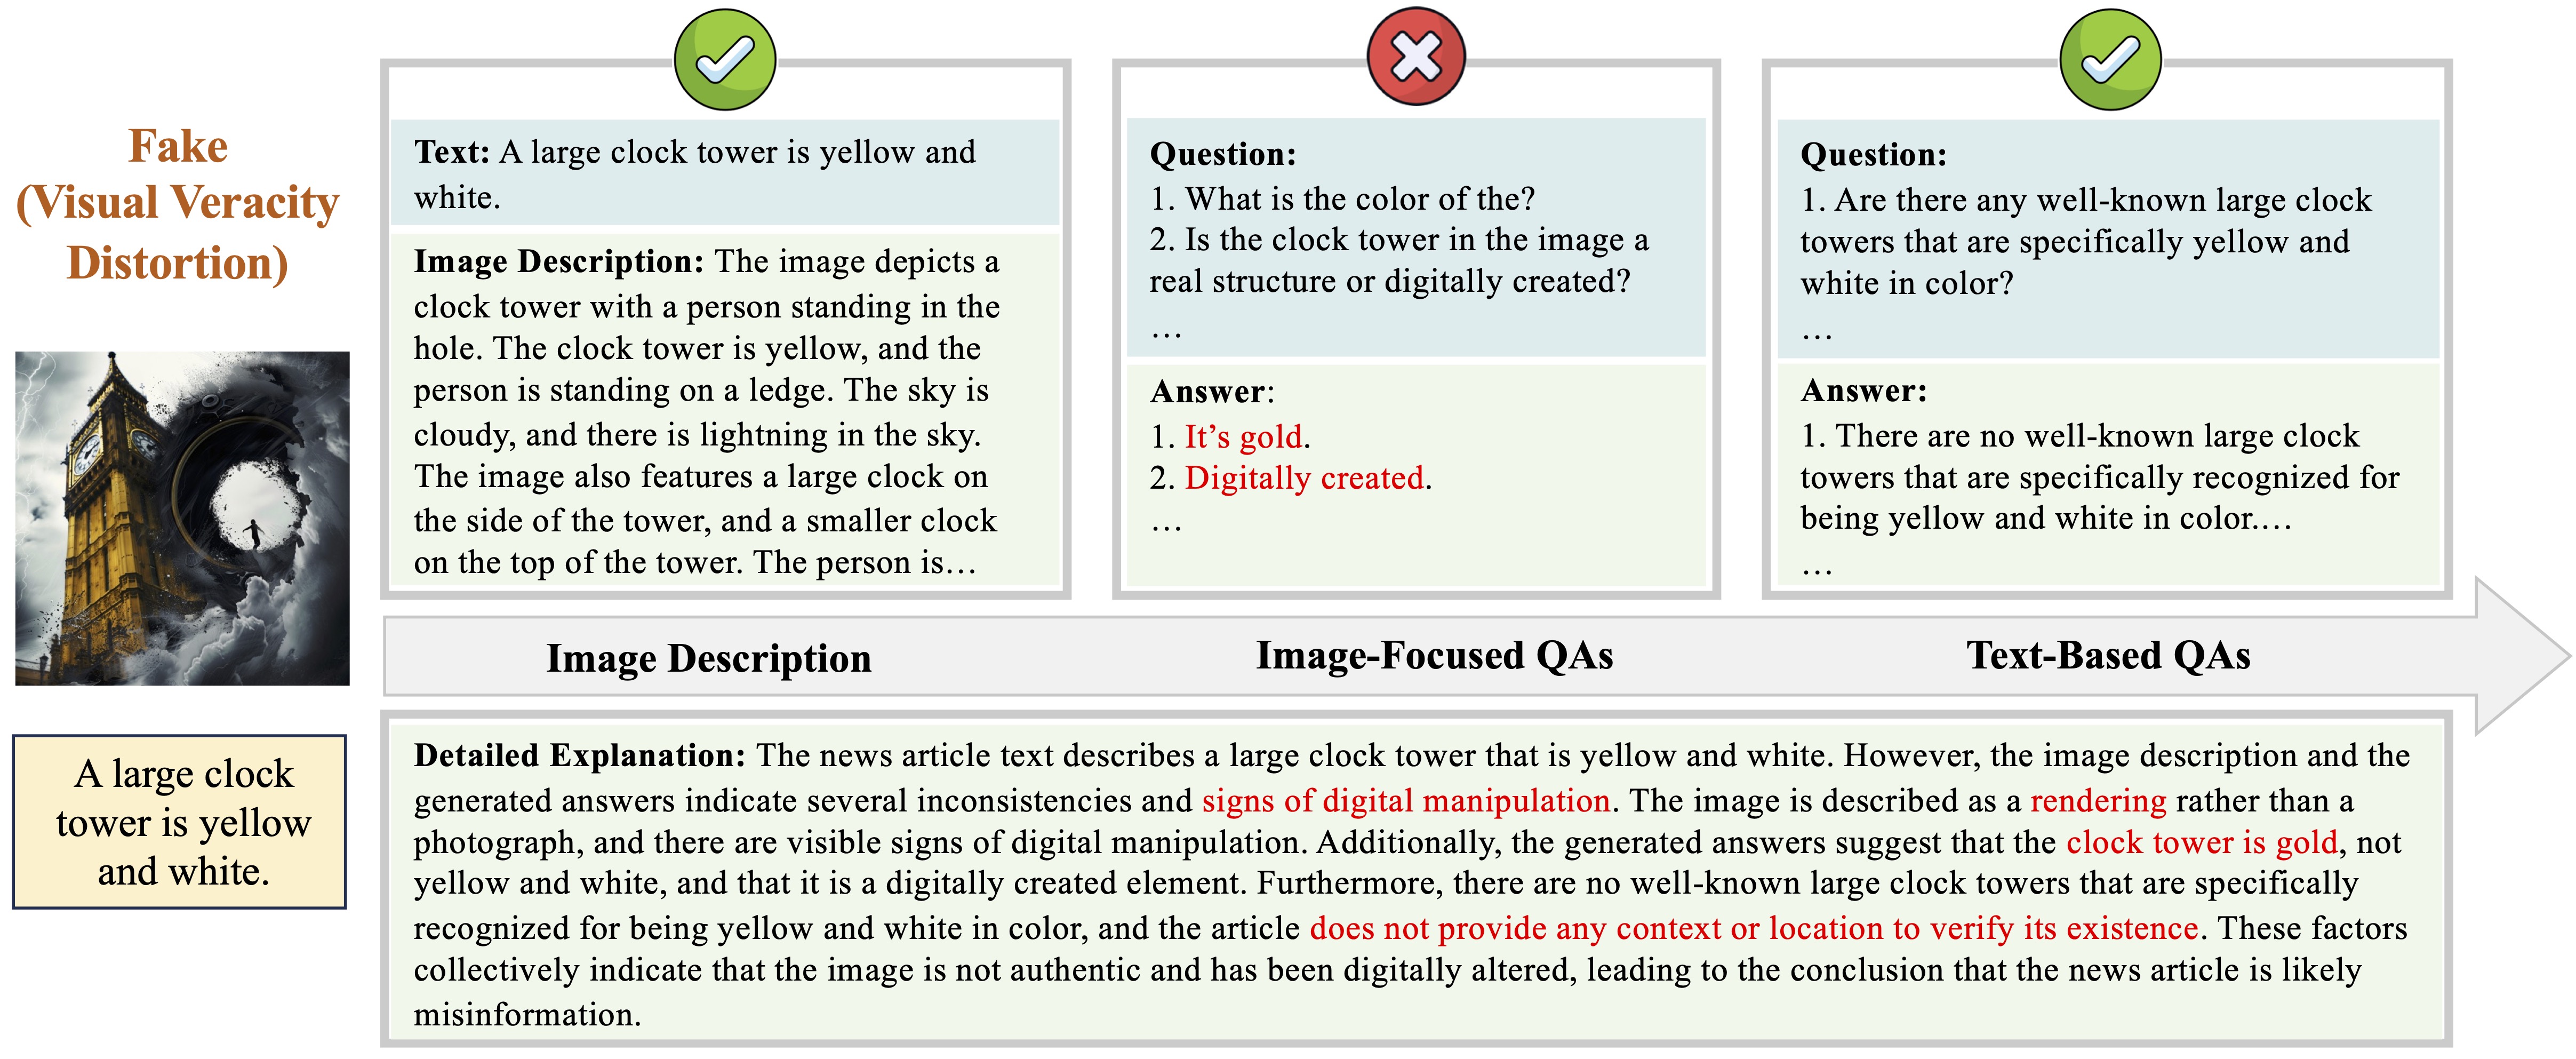 Fake
(Visual Veracity
Distortion)
A large clock
tower is yellow
and white.
Text: A large clock tower is yellow and
white.
Image Description: The image depicts a
clock tower with a person standing in the
hole. The clock tower is yellow, and the
person is standing on a ledge. The sky is
cloudy, and there is lightning in the sky.
The image also features a large clock on
the side of the tower, and a smaller clock
on the top of the tower. The person is…
Question:
1. What is the color of the?
2. Is the clock tower in the image a
real structure or digitally created?
…
Answer:
1. It’s gold.
2. Digitally created.
…
Question:
1. Are there any well-known large clock
towers that are specifically yellow and
white in color?
…
Answer:
1. There are no well-known large clock
towers that are specifically recognized for
being yellow and white in color.…
…
Image Description
Image-Focused QAs
Text-Based QAs
Detailed Explanation: The news article text describes a large clock tower that is yellow and white. However, the image description and the
generated answers indicate several inconsistencies and signs of digital manipulation. The image is described as a rendering rather than a
photograph, and there are visible signs of digital manipulation. Additionally, the generated answers suggest that the clock tower is gold, not
yellow and white, and that it is a digitally created element. Furthermore, there are no well-known large clock towers that are specifically
recognized for being yellow and white in color, and the article does not provide any context or location to verify its existence. These factors
collectively indicate that the image is not authentic and has been digitally altered, leading to the conclusion that the news article is likely
misinformation.